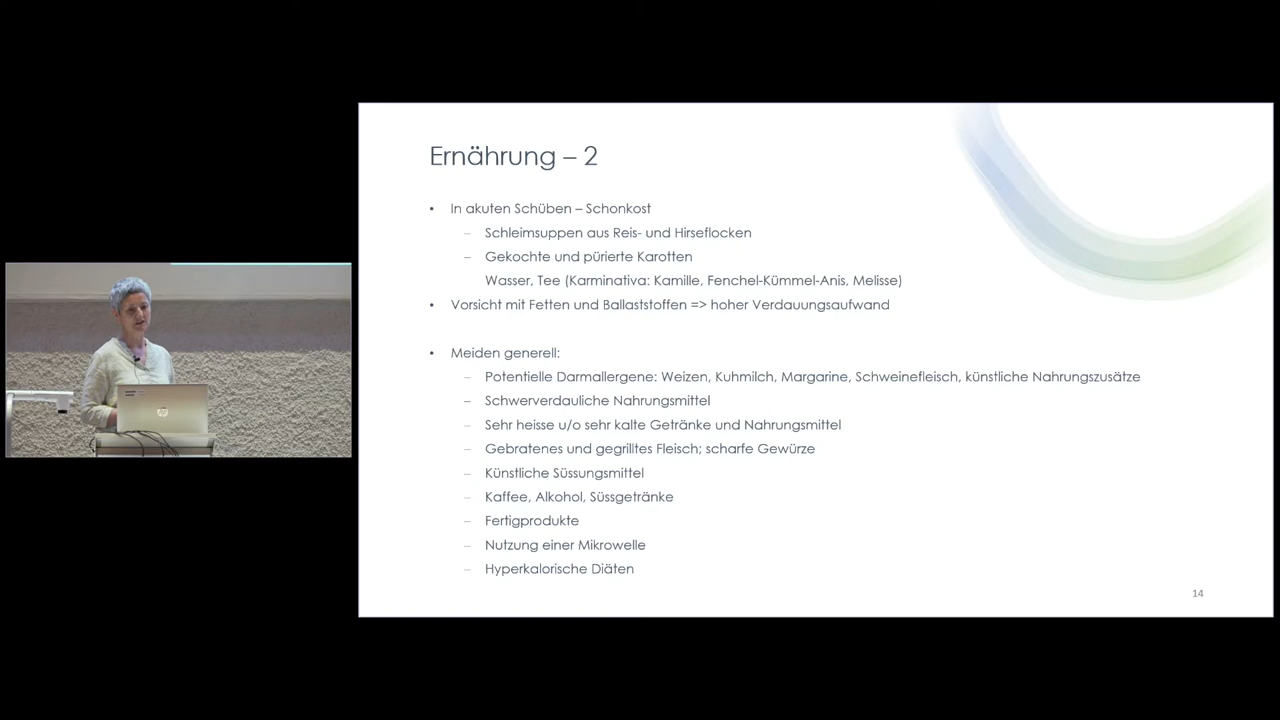 Ernährung – 2
• In akuten Schüben – Schonkost
– Schleimsuppen aus Reis- und Hirseflocken
– Gekochte und pürierte Karotten
Wasser, Tee (Karminativa: Kamille, Fenchel-Kümmel-Anis, Melisse)
• Vorsicht mit Fetten und Ballaststoffen => hoher Verdauungsaufwand
• Meiden generell:
– Potentielle Darmallergene: Weizen, Kuhmilch, Margarine, Schweinefleisch, künstliche Nahrungszusätze
– Schwerverdauliche Nahrungsmittel
– Sehr heisse u/o sehr kalte Getränke und Nahrungsmittel
– Gebratenes und gegrilltes Fleisch; scharfe Gewürze
– Künstliche Süssungsmittel
– Kaffee, Alkohol, Süssgetränke
– Fertigprodukte
– Nutzung einer Mikrowelle
– Hyperkalorische Diäten
14
hp